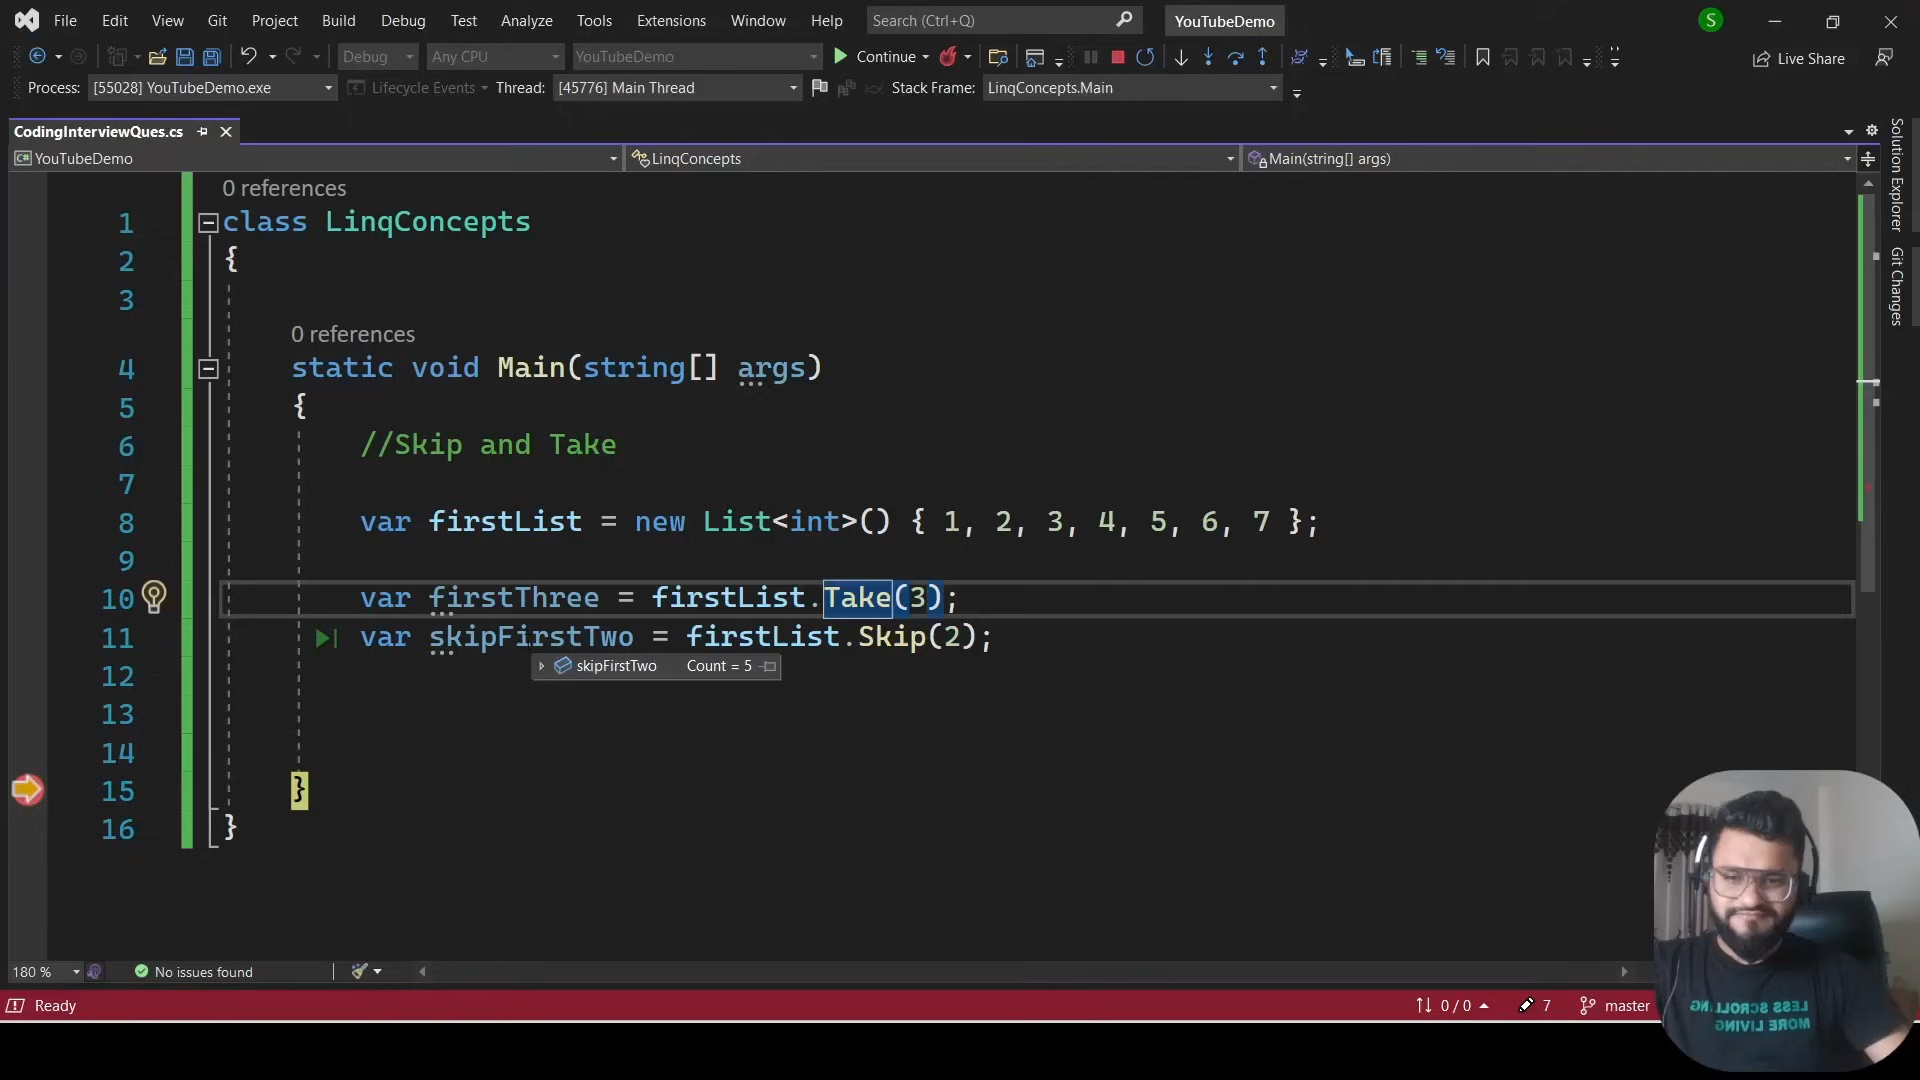 File Edit View Git Project Build Debug Test Analyze Tools Extensions Window Help Search (Ctrl+Q) YouTubeDemo S
Debug Any CPU YouTubeDemo Continue Live Share
Process: [55028] YouTubeDemo.exe Lifecycle Events Thread: [45776] Main Thread Stack Frame: LinqConcepts.Main
CodingInterviewQues.cs
C# YouTubeDemo LinqConcepts Main(string[] args)
Solution Explorer
Git Changes
0 references
1 class LinqConcepts
2 {
3
0 references
4 static void Main(string[] args)
5 {
6 //Skip and Take
7
8 var firstList = new List<int>() { 1, 2, 3, 4, 5, 6, 7 };
9
10 var firstThree = firstList.Take(3);
11 var skipFirstTwo = firstList.Skip(2);
skipFirstTwo Count = 5
12
13
14
15 }
16 }
180 % No issues found
Ready 0 / 0 7 master
LESS SCROLLING
MORE LIVING